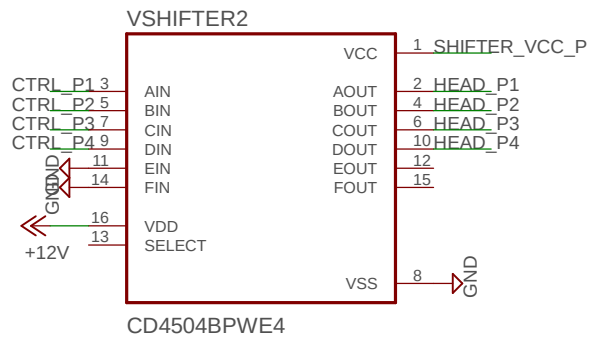 VSHIFTER2
VCC 1 SHIFTER_VCC_P
CTRL_P1 3 AIN AOUT 2 HEAD_P1
CTRL_P2 5 BIN BOUT 4 HEAD_P2
CTRL_P3 7 CIN COUT 6 HEAD_P3
CTRL_P4 9 DIN DOUT 10 HEAD_P4
GND 11 EIN EOUT 12
GND 14 FIN FOUT 15
16 VDD
+12V 13 SELECT
VSS 8 GND
CD4504BPWE4